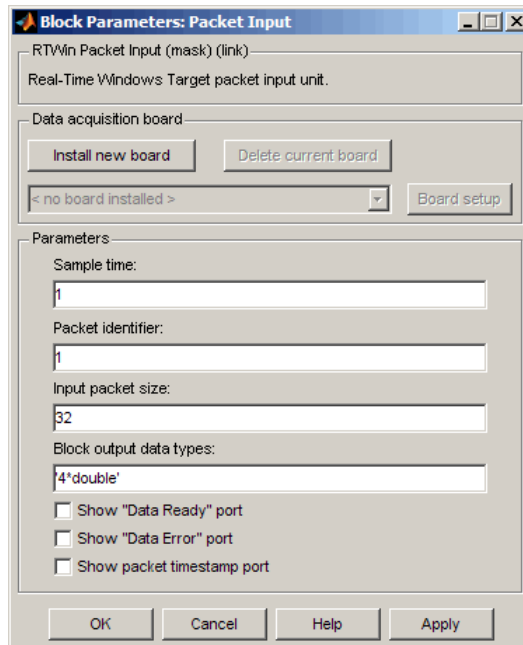 Block Parameters: Packet Input
RTWin Packet Input (mask) (link)
Real-Time Windows Target packet input unit.
Data acquisition board
Install new board Delete current board
< no board installed > Board setup
Parameters
Sample time:
1
Packet identifier:
1
Input packet size:
32
Block output data types:
'4*double'
Show "Data Ready" port
Show "Data Error" port
Show packet timestamp port
OK Cancel Help Apply